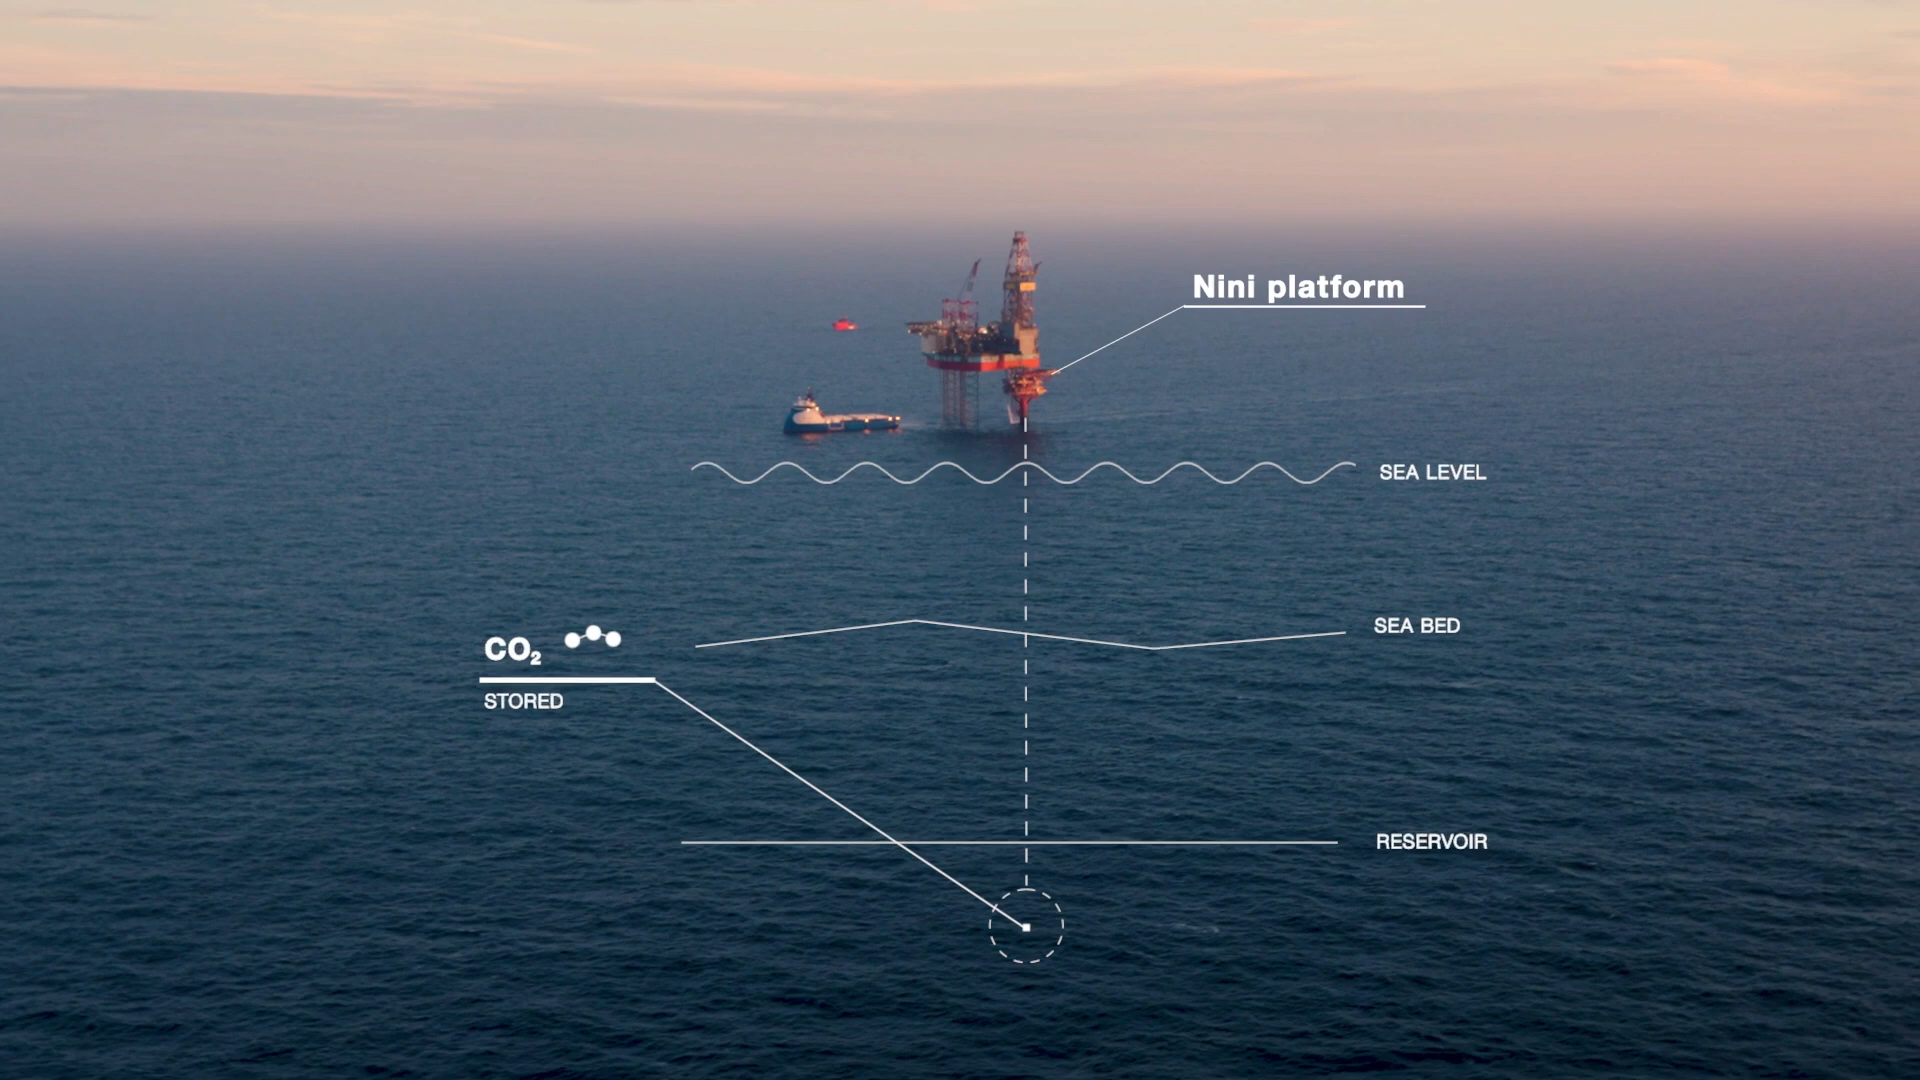 Nini platform
SEA LEVEL
SEA BED
CO₂
STORED
RESERVOIR